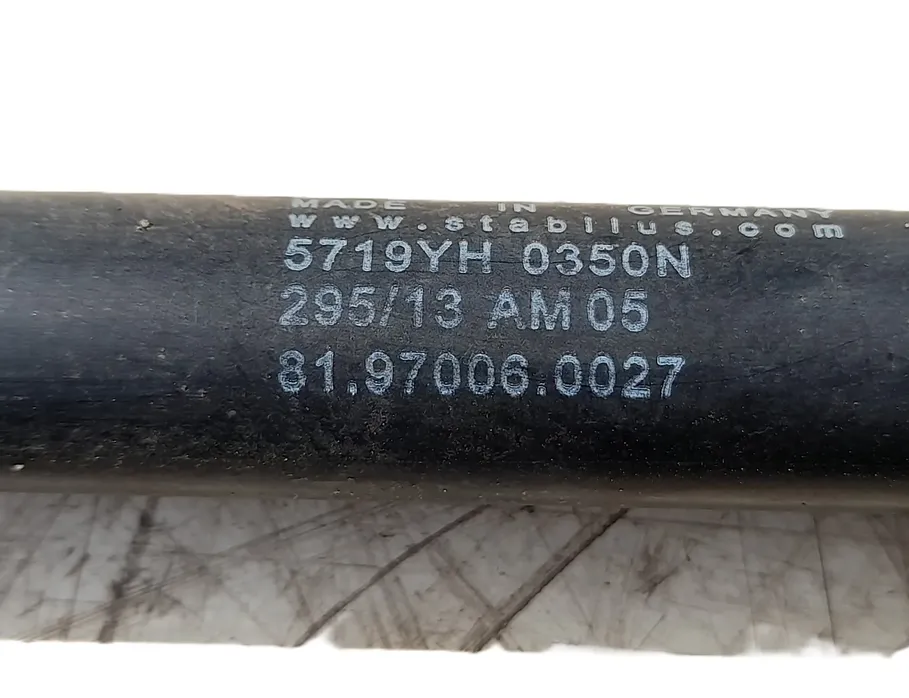 MADE IN GERMANY
www.stabilus.com
5719YH 0350N
295/13 AM 05
81.97006.0027